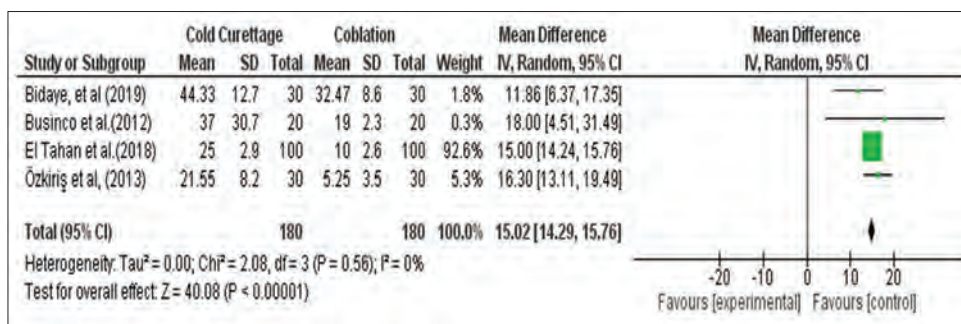 Cold Curettage Coblation Mean Difference Mean Difference
Study or Subgroup Mean SD Total Mean SD Total Weight IV, Random, 95% CI IV, Random, 95% CI
Bidaye, et al (2019) 44.33 12.7 30 32.47 8.6 30 1.8% 11.86 [6.37, 17.35]
Businco et al.(2012) 37 30.7 20 19 2.3 20 0.3% 18.00 [4.51, 31.49]
El Tahan et al.(2018) 25 2.9 100 10 2.6 100 92.6% 15.00 [14.24, 15.76]
Özkiriş et al, (2013) 21.55 8.2 30 5.25 3.5 30 5.3% 16.30 [13.11, 19.49]
Total (95% CI) 180 180 100.0% 15.02 [14.29, 15.76]
Heterogeneity: Tau² = 0.00; Chi² = 2.08, df = 3 (P = 0.56); I² = 0%
Test for overall effect: Z = 40.08 (P < 0.00001)
-20 -10 0 10 20
Favours [experimental] Favours [control]